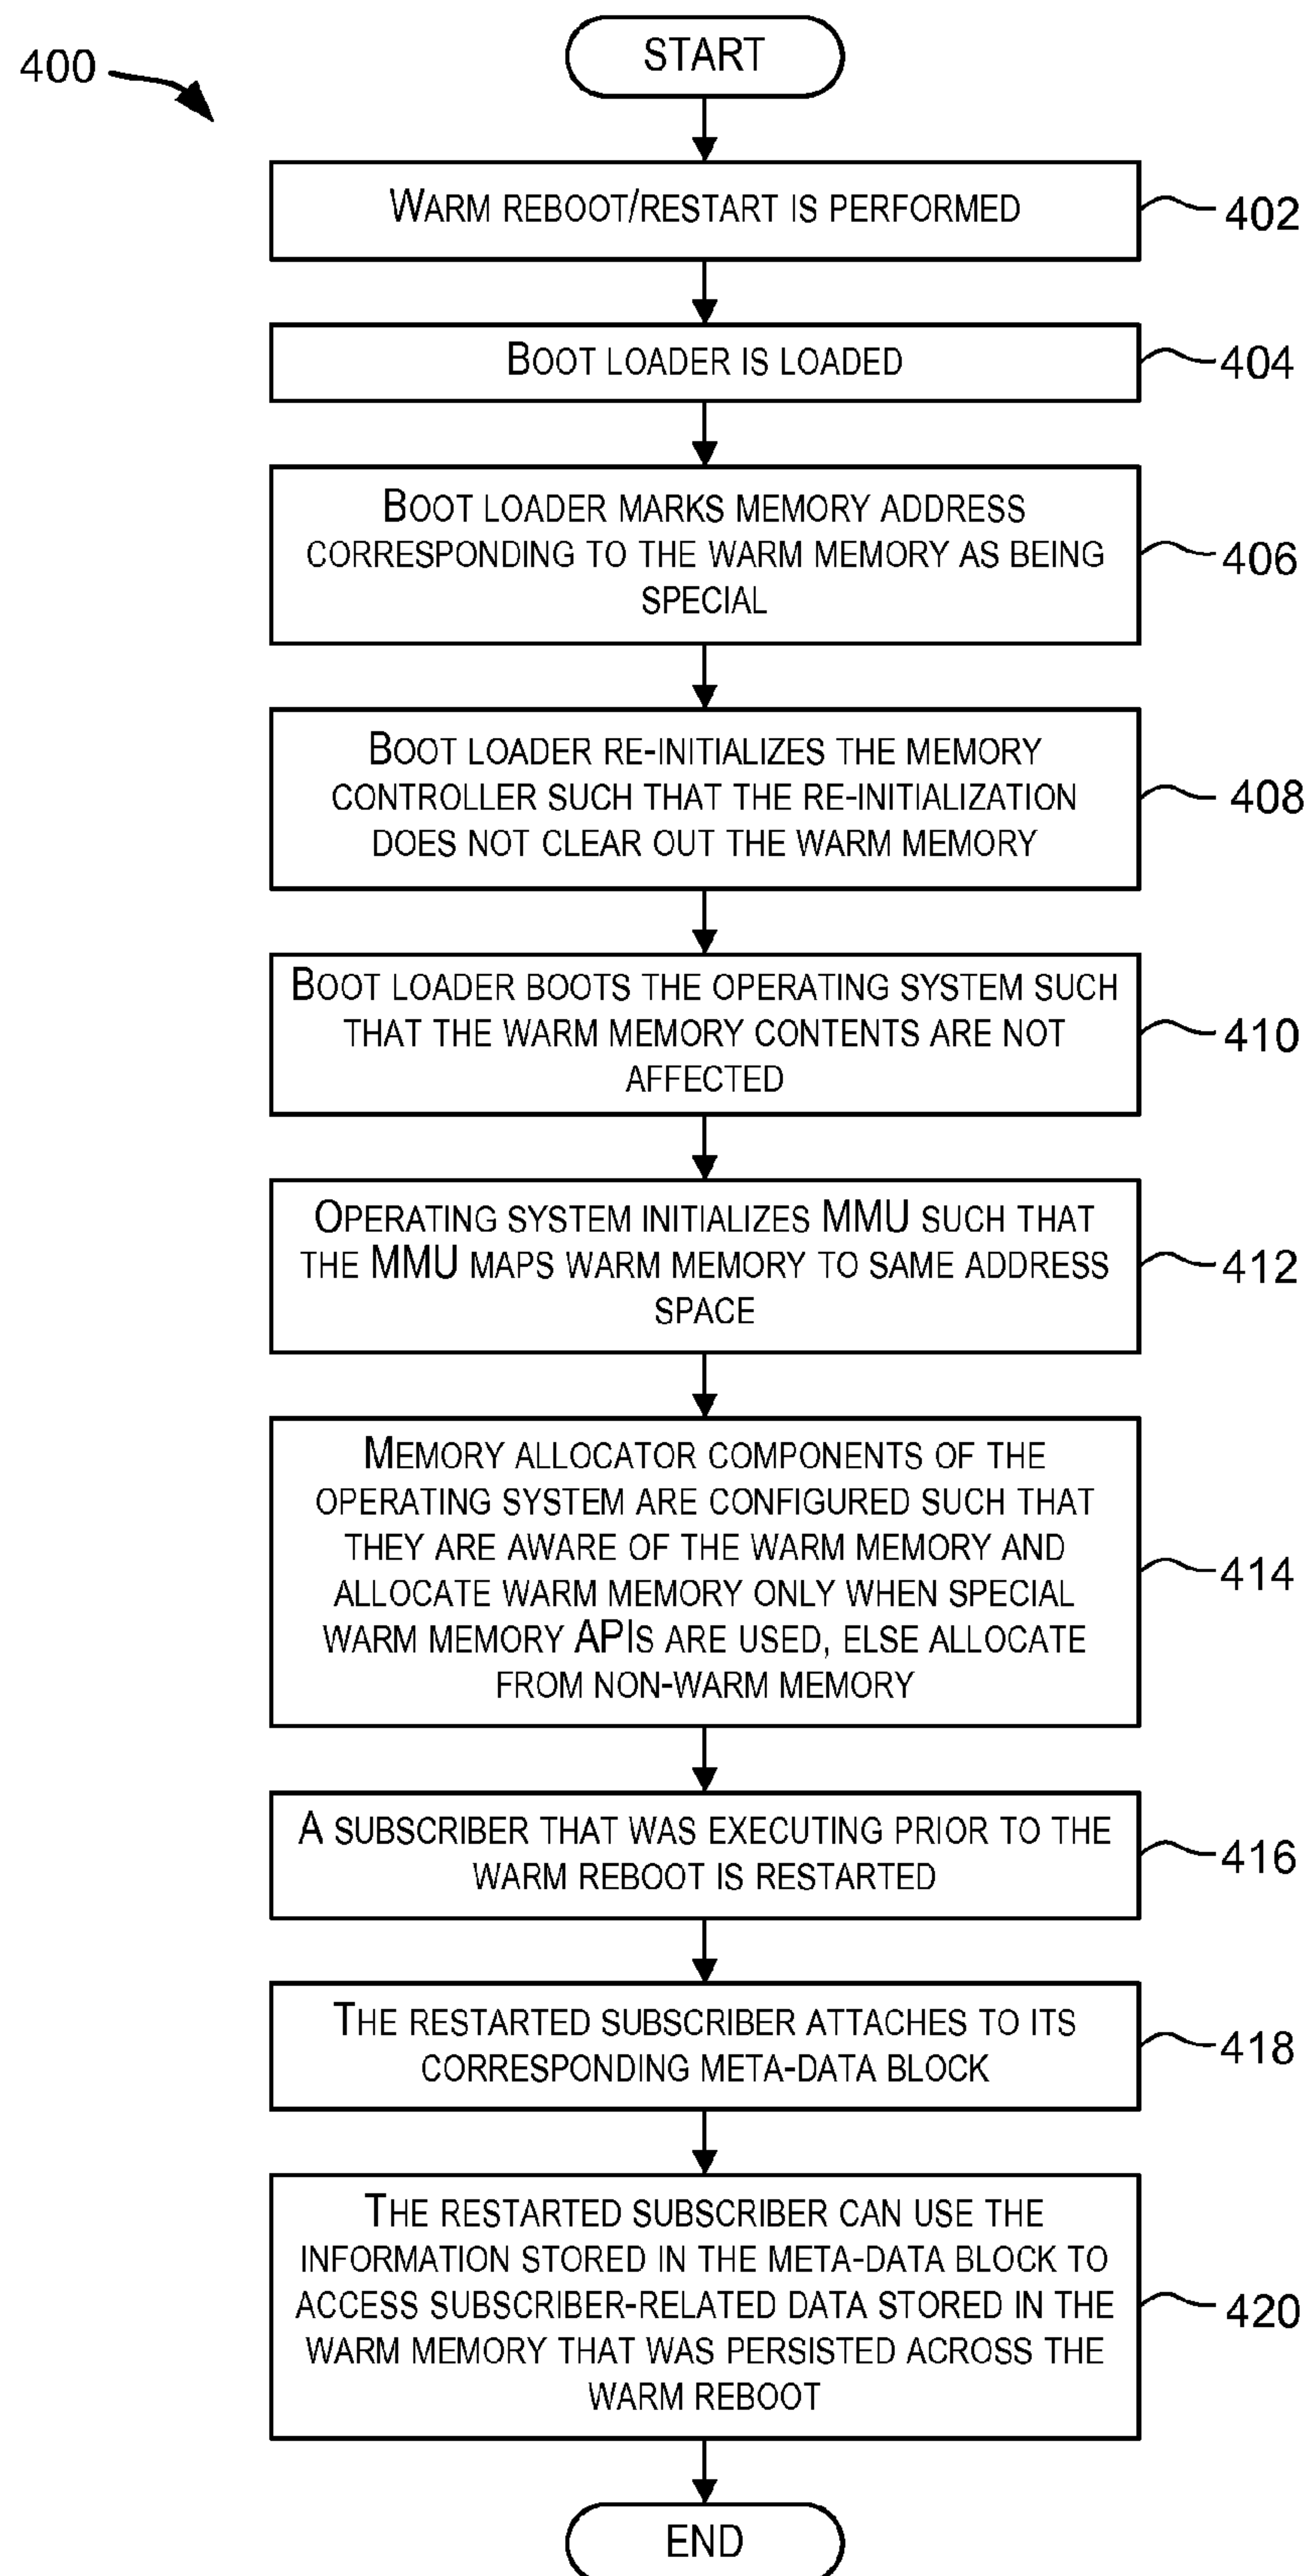 400
START
WARM REBOOT/RESTART IS PERFORMED
402
BOOT LOADER IS LOADED
404
BOOT LOADER MARKS MEMORY ADDRESS
CORRESPONDING TO THE WARM MEMORY AS BEING
SPECIAL
406
BOOT LOADER RE-INITIALIZES THE MEMORY
CONTROLLER SUCH THAT THE RE-INITIALIZATION
DOES NOT CLEAR OUT THE WARM MEMORY
408
BOOT LOADER BOOTS THE OPERATING SYSTEM SUCH
THAT THE WARM MEMORY CONTENTS ARE NOT
AFFECTED
410
OPERATING SYSTEM INITIALIZES MMU SUCH THAT
THE MMU MAPS WARM MEMORY TO SAME ADDRESS
SPACE
412
MEMORY ALLOCATOR COMPONENTS OF THE
OPERATING SYSTEM ARE CONFIGURED SUCH THAT
THEY ARE AWARE OF THE WARM MEMORY AND
ALLOCATE WARM MEMORY ONLY WHEN SPECIAL
WARM MEMORY APIS ARE USED, ELSE ALLOCATE
FROM NON-WARM MEMORY
414
A SUBSCRIBER THAT WAS EXECUTING PRIOR TO THE
WARM REBOOT IS RESTARTED
416
THE RESTARTED SUBSCRIBER ATTACHES TO ITS
CORRESPONDING META-DATA BLOCK
418
THE RESTARTED SUBSCRIBER CAN USE THE
INFORMATION STORED IN THE META-DATA BLOCK TO
ACCESS SUBSCRIBER-RELATED DATA STORED IN THE
WARM MEMORY THAT WAS PERSISTED ACROSS THE
WARM REBOOT
420
END